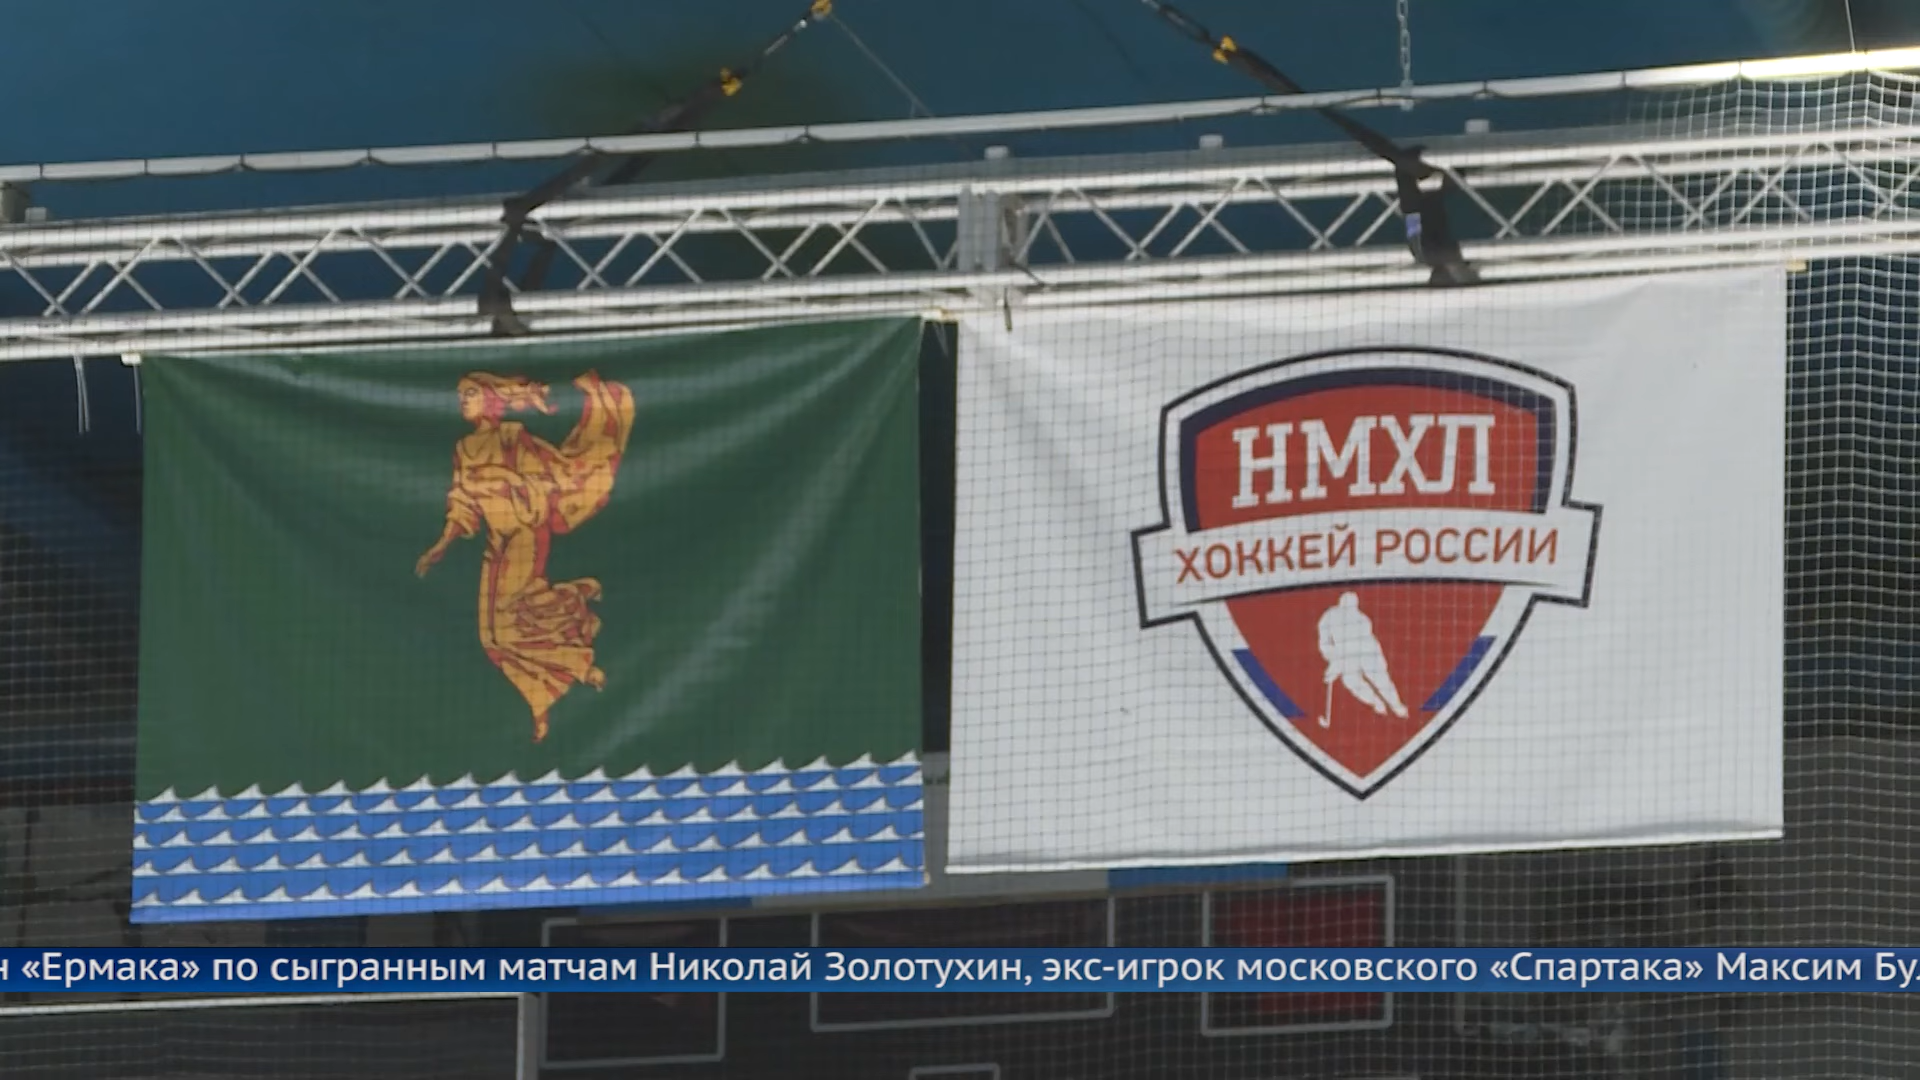 НМХЛ
ХОККЕЙ РОССИИ
«Ермака» по сыгранным матчам Николай Золотухин, экс-игрок московского «Спартака» Максим